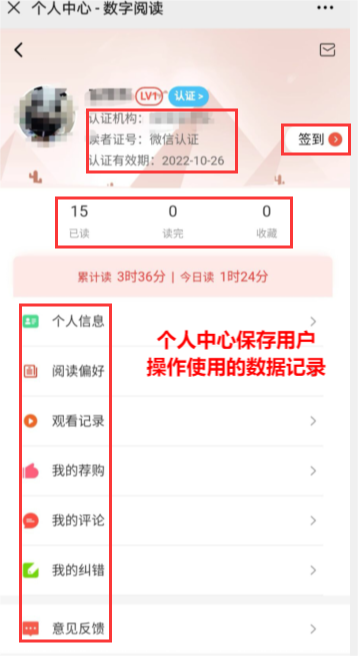 个人中心 - 数字阅读
LV1 认证 >
认证机构：
读者证号：微信认证
认证有效期：2022-10-26
签到
15 0 0
已读 读完 收藏
累计读 3时36分 | 今日读 1时24分
个人信息
个人中心保存用户
操作使用的数据记录
阅读偏好
观看记录
我的荐购
我的评论
我的纠错
意见反馈